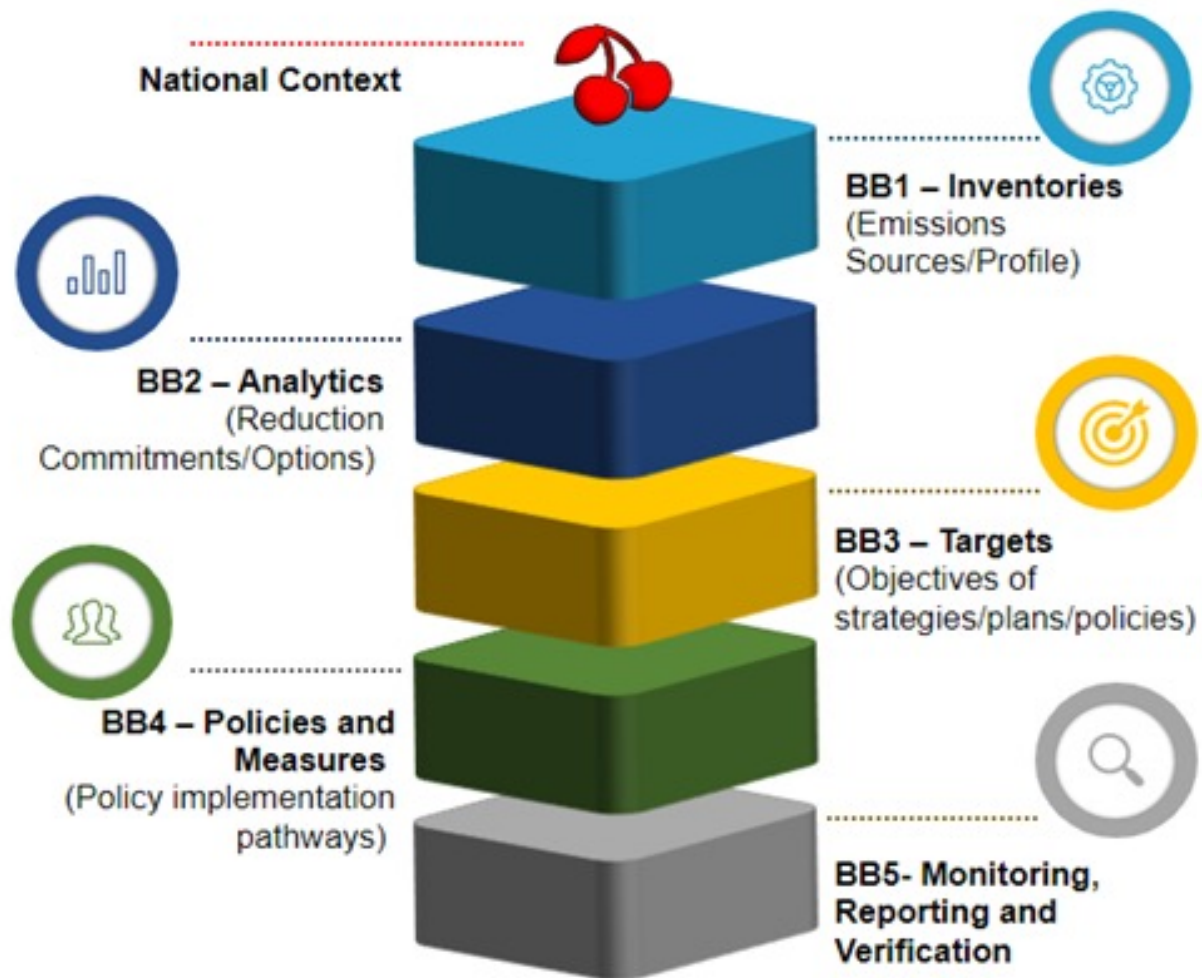 National Context
BB1 – Inventories
(Emissions
Sources/Profile)
BB2 – Analytics
(Reduction
Commitments/Options)
BB3 – Targets
(Objectives of
strategies/plans/policies)
BB4 – Policies and
Measures
(Policy implementation
pathways)
BB5- Monitoring,
Reporting and
Verification